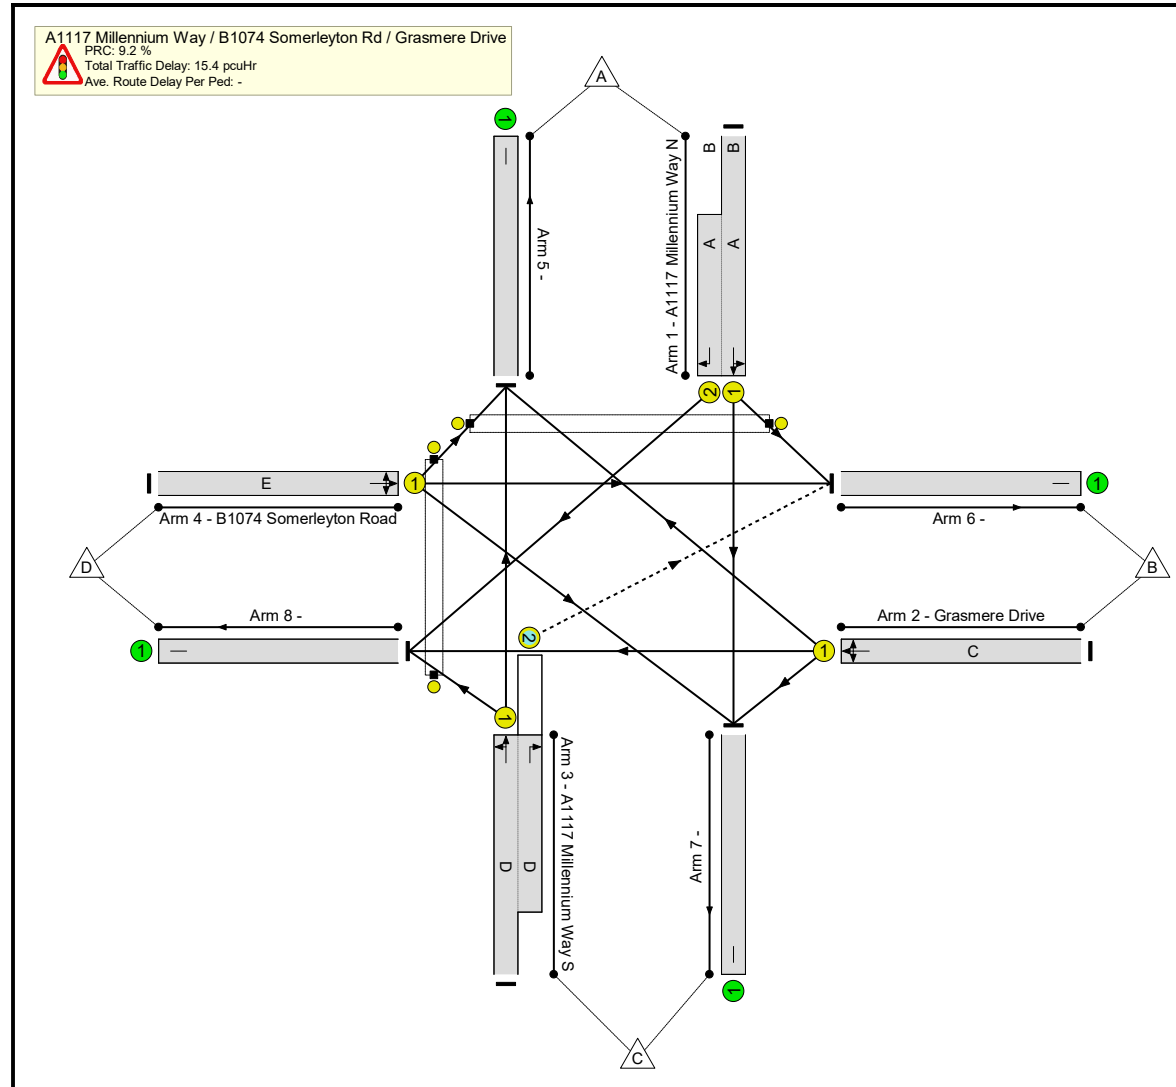 A1117 Millennium Way / B1074 Somerleyton Rd / Grasmere Drive
PRC: 9.2 %
Total Traffic Delay: 15.4 pcuHr
Ave. Route Delay Per Ped: -
A
1
B
B
A
A
Arm 5 -
Arm 1 - A1117 Millennium Way N
2
1
E
1
Arm 4 - B1074 Somerleyton Road
1
Arm 6 -
D
B
Arm 8 -
1
2
Arm 2 - Grasmere Drive
1
C
1
D
D
Arm 3 - A1117 Millennium Way S
Arm 7 -
1
C